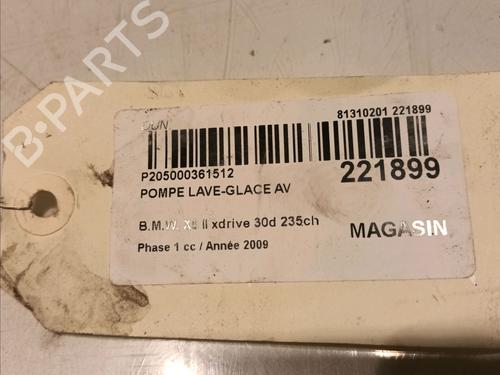 B-PARTS
81310201 221899
P205000361512
221899
POMPE LAVE-GLACE AV
B.M.W. II xdrive 30d 235ch
MAGASIN
Phase 1 cc / Année 2009